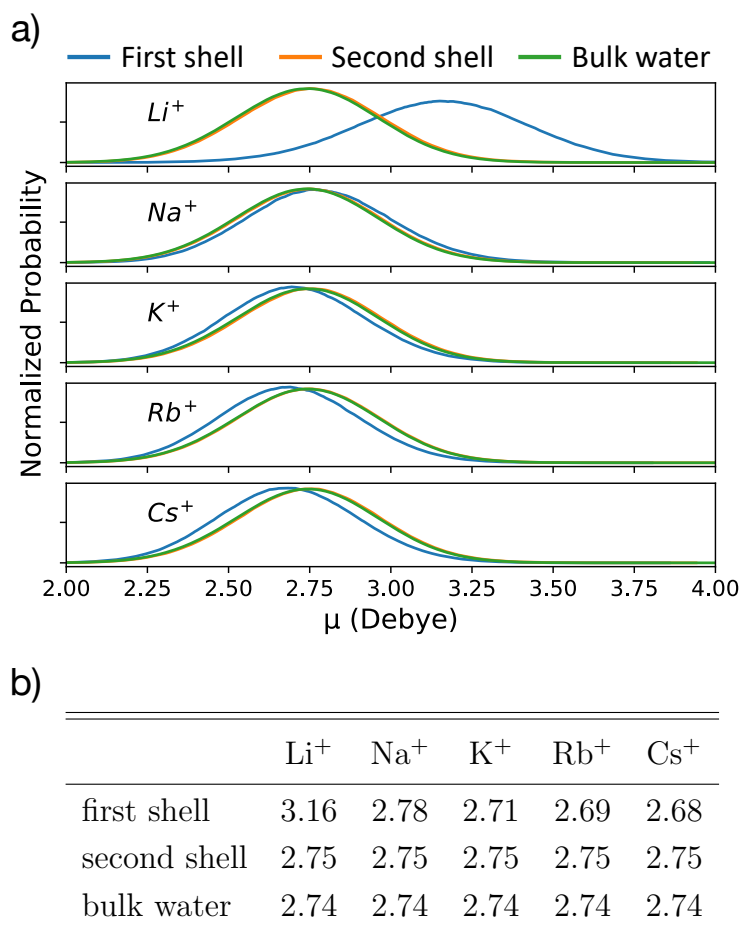 a)
First shell Second shell Bulk water
Normalized Probability
Li+
Na+
K+
Rb+
Cs+
2.00 2.25 2.50 2.75 3.00 3.25 3.50 3.75 4.00
μ (Debye)
b)
Li+ Na+ K+ Rb+ Cs+
first shell 3.16 2.78 2.71 2.69 2.68
second shell 2.75 2.75 2.75 2.75 2.75
bulk water 2.74 2.74 2.74 2.74 2.74